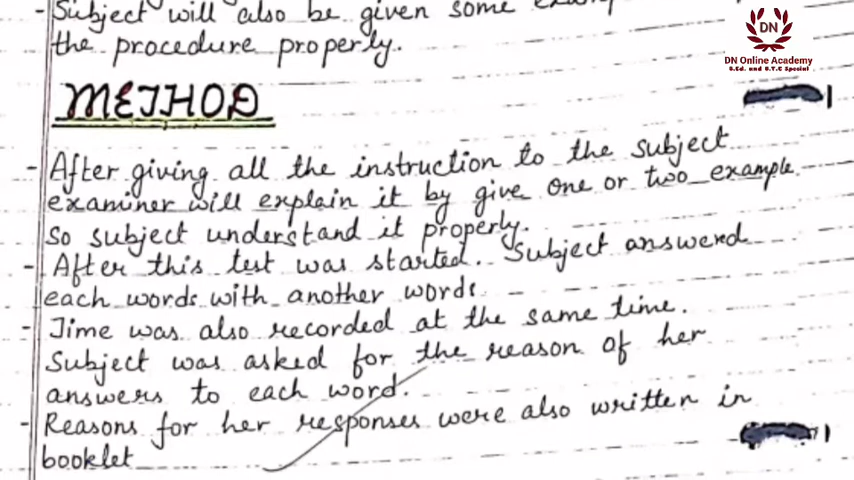 - Subject will also be given some
the procedure properly.
DN
DN Online Academy
B.Ed. and B.T.C Special
METHOD
- After giving all the instruction to the subject
examiner will explain it by give one or two example
so subject understand it properly.
- After this test was started. Subject answerd
each words with another words
- Time was also recorded at the same time.
Subject was asked for the reason of her
answers to each word.
- Reasons for her responses were also written in
booklet